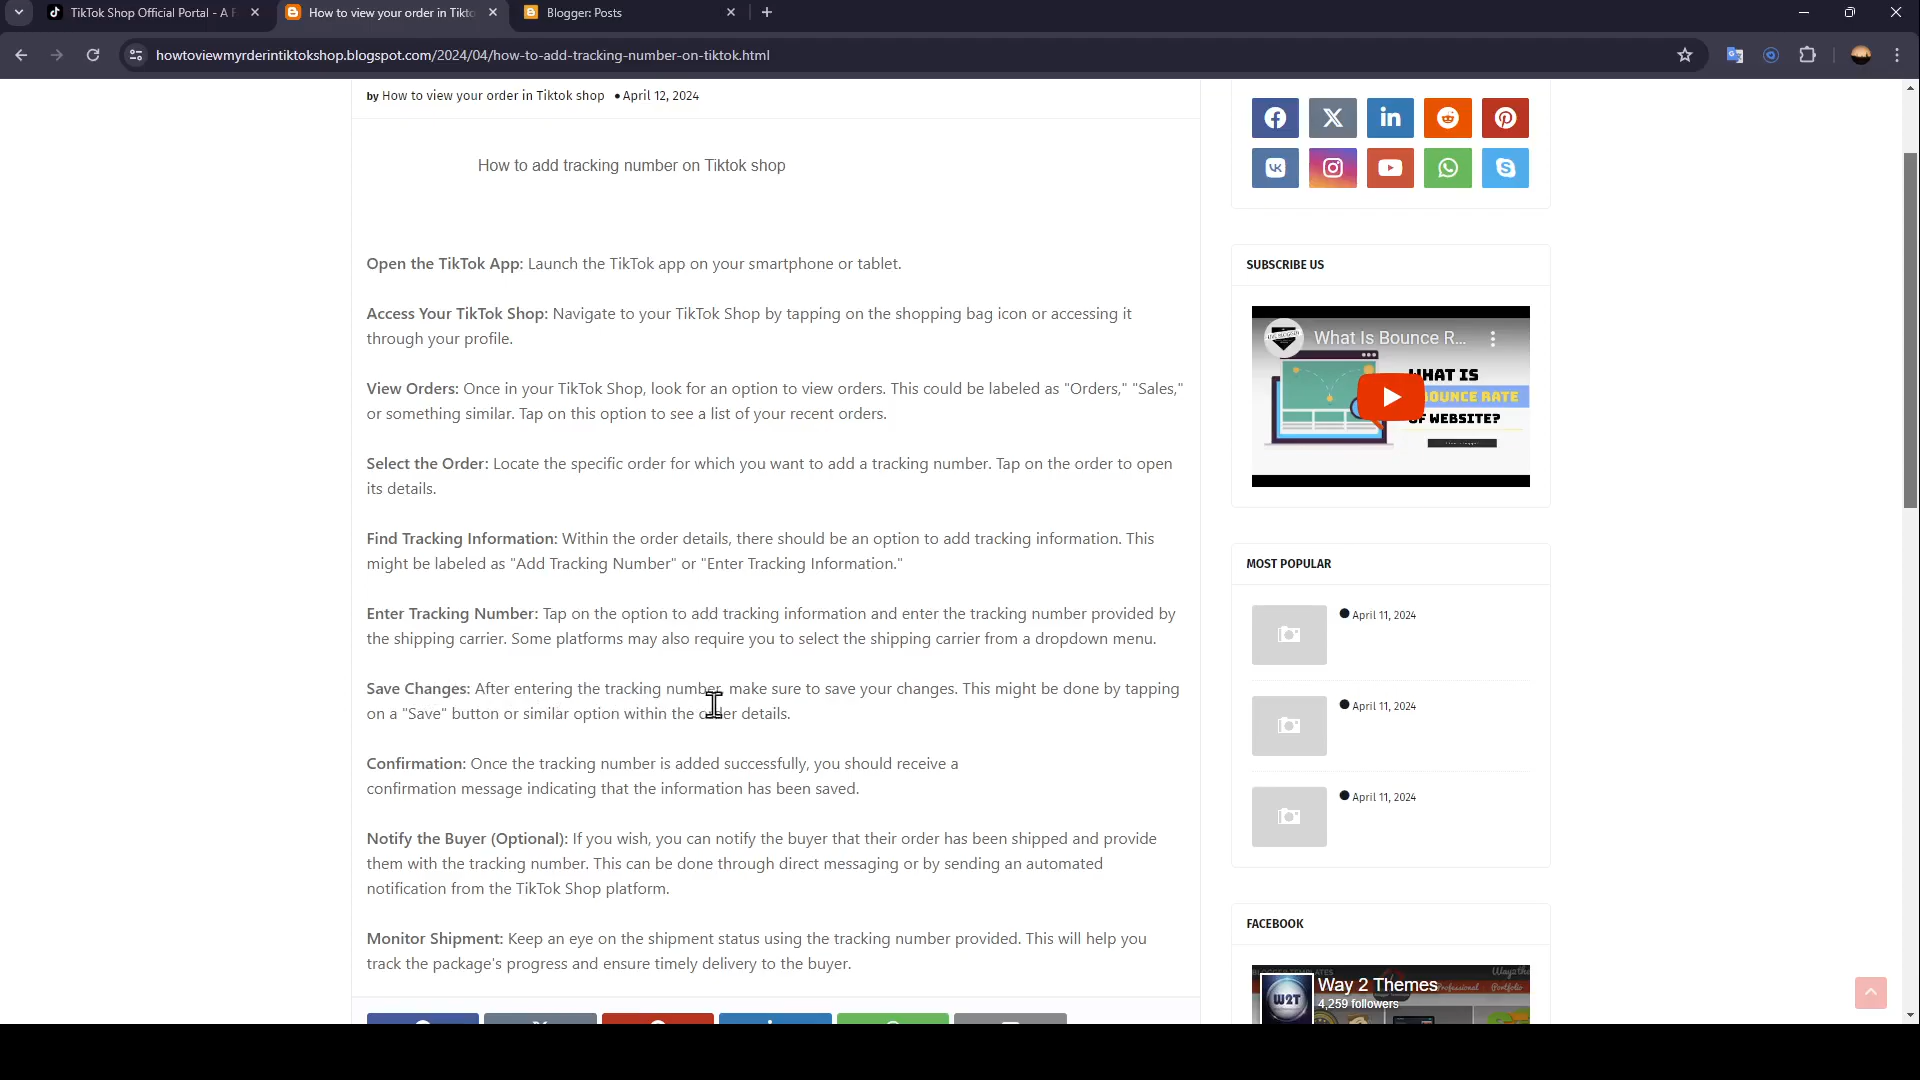 TikTok Shop Official Portal - A F
How to view your order in Tikto
Blogger: Posts
howtoviewmyrderintiktokshop.blogspot.com/2024/04/how-to-add-tracking-number-on-tiktok.html
by How to view your order in Tiktok shop • April 12, 2024
How to add tracking number on Tiktok shop
Open the TikTok App: Launch the TikTok app on your smartphone or tablet.
Access Your TikTok Shop: Navigate to your TikTok Shop by tapping on the shopping bag icon or accessing it
through your profile.
View Orders: Once in your TikTok Shop, look for an option to view orders. This could be labeled as "Orders," "Sales,"
or something similar. Tap on this option to see a list of your recent orders.
Select the Order: Locate the specific order for which you want to add a tracking number. Tap on the order to open
its details.
Find Tracking Information: Within the order details, there should be an option to add tracking information. This
might be labeled as "Add Tracking Number" or "Enter Tracking Information."
Enter Tracking Number: Tap on the option to add tracking information and enter the tracking number provided by
the shipping carrier. Some platforms may also require you to select the shipping carrier from a dropdown menu.
Save Changes: After entering the tracking number, make sure to save your changes. This might be done by tapping
on a "Save" button or similar option within the order details.
Confirmation: Once the tracking number is added successfully, you should receive a
confirmation message indicating that the information has been saved.
Notify the Buyer (Optional): If you wish, you can notify the buyer that their order has been shipped and provide
them with the tracking number. This can be done through direct messaging or by sending an automated
notification from the TikTok Shop platform.
Monitor Shipment: Keep an eye on the shipment status using the tracking number provided. This will help you
track the package's progress and ensure timely delivery to the buyer.
SUBSCRIBE US
What Is Bounce R...
WHAT IS
BOUNCE RATE
OF WEBSITE?
MOST POPULAR
April 11, 2024
April 11, 2024
April 11, 2024
FACEBOOK
W2T
Way 2 Themes
4,259 followers